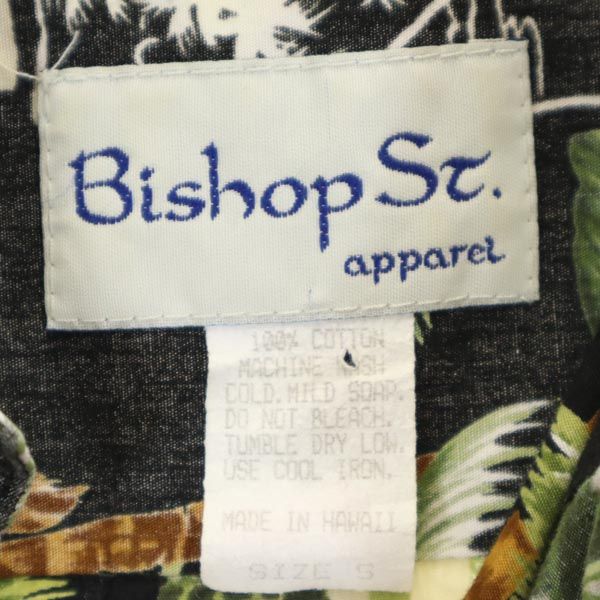 Bishop St.
apparel
100% COTTON
MACHINE WASH
COLD. MILD SOAP.
DO NOT BLEACH.
TUMBLE DRY LOW.
USE COOL IRON.
MADE IN HAWAII
SIZE S